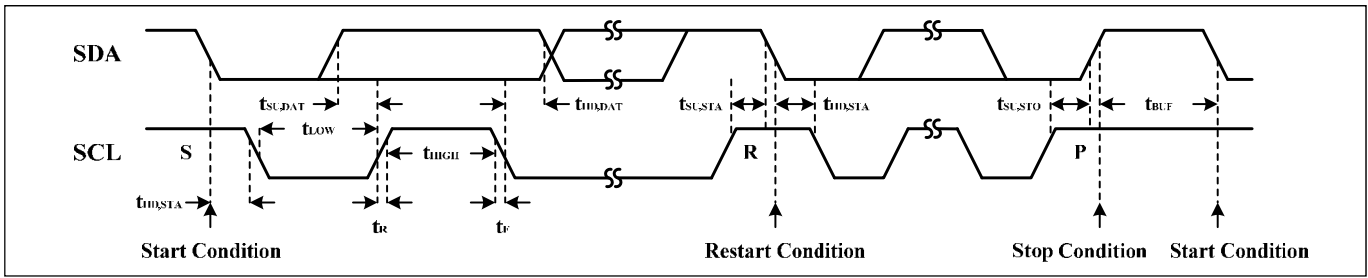 SDA
tSU,DAT
tHD,DAT
tSU,STA
tHD,STA
tSU,STO
tBUF
tLOW
SCL
S
tHIGH
R
P
tHD,STA
tR
tF
Start Condition
Restart Condition
Stop Condition
Start Condition